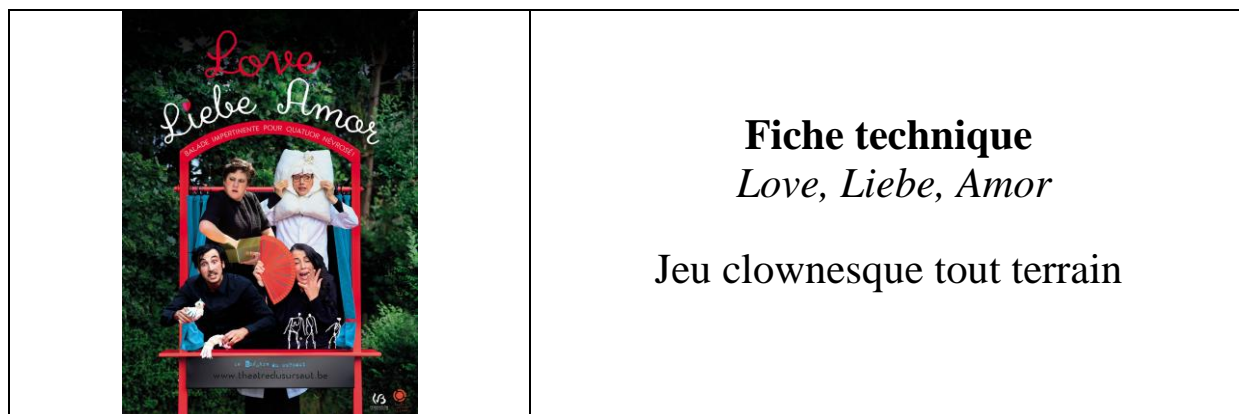 Love
Liebe Amor
BALADE IMPERTINENTE POUR QUATUOR NÉVROSÉ!
www.theatredusursaut.be
Fiche technique
Love, Liebe, Amor
Jeu clownesque tout terrain